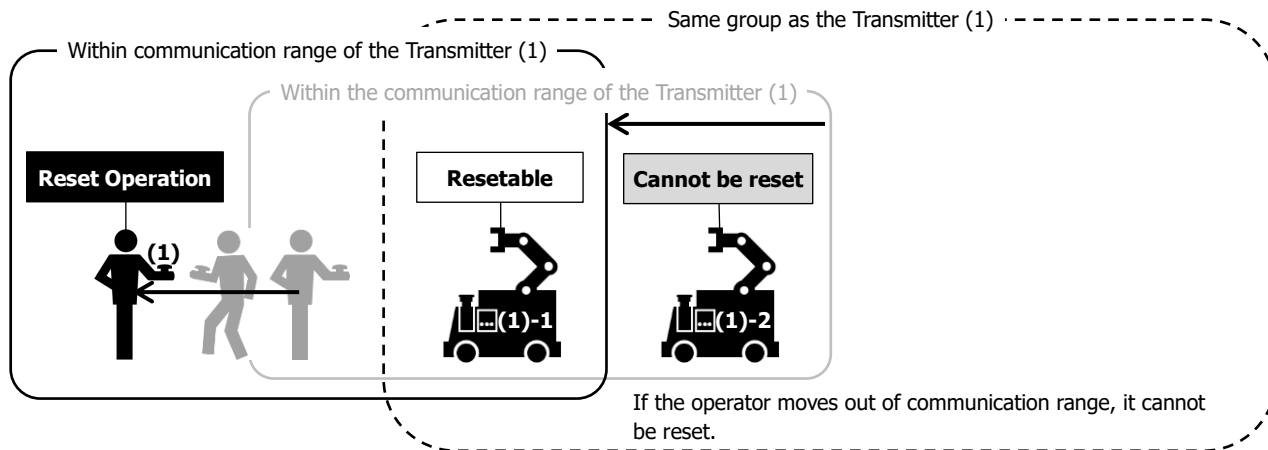 Same group as the Transmitter (1)
Within communication range of the Transmitter (1)
Within the communication range of the Transmitter (1)
Reset Operation
Resetable
Cannot be reset
(1)
(1)-1
(1)-2
If the operator moves out of communication range, it cannot
be reset.